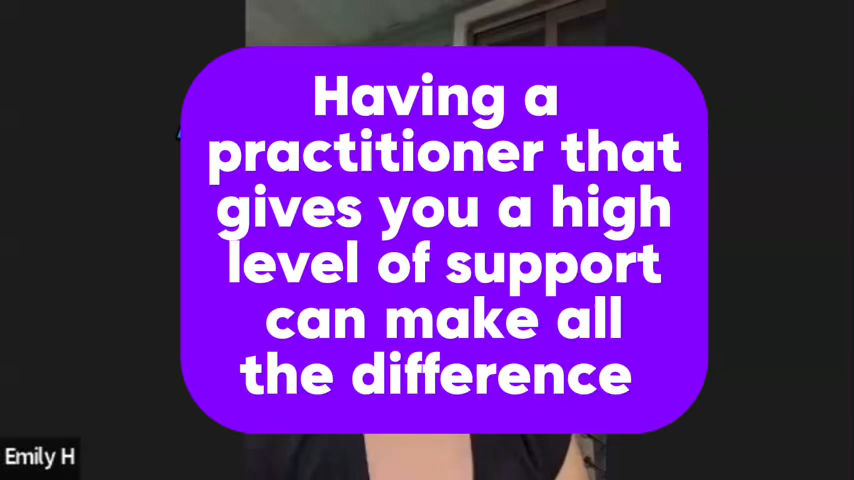 Having a
practitioner that
gives you a high
level of support
can make all
the difference
Emily H